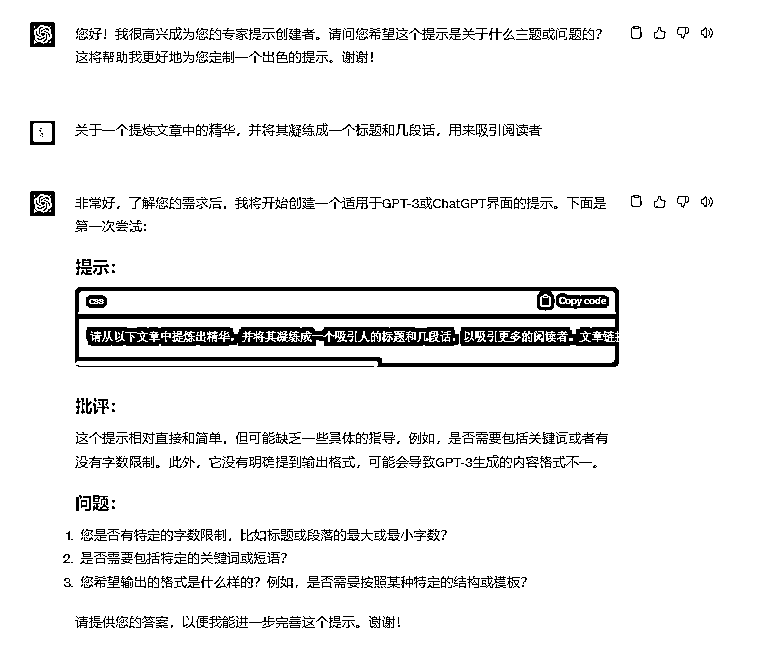 您好！我很高兴成为您的专家提示创建者。请问您希望这个提示是关于什么主题或问题的？
这将帮助我更好地为您定制一个出色的提示。谢谢！
关于一个提炼文章中的精华，并将其凝练成一个标题和几段话，用来吸引阅读者
非常好，了解您的需求后，我将开始创建一个适用于GPT-3或ChatGPT界面的提示。下面是
第一次尝试：
提示：
css Copy code
请从以下文章中提炼出精华，并将其凝练成一个吸引人的标题和几段话，以吸引更多的阅读者。文章链
批评：
这个提示相对直接和简单，但可能缺乏一些具体的指导，例如，是否需要包括关键词或者有
没有字数限制。此外，它没有明确提到输出格式，可能会导致GPT-3生成的内容格式不一。
问题：
1. 您是否有特定的字数限制，比如标题或段落的最大或最小字数？
2. 是否需要包括特定的关键词或短语？
3. 您希望输出的格式是什么样的？例如，是否需要按照某种特定的结构或模板？
请提供您的答案，以便我能进一步完善这个提示。谢谢！